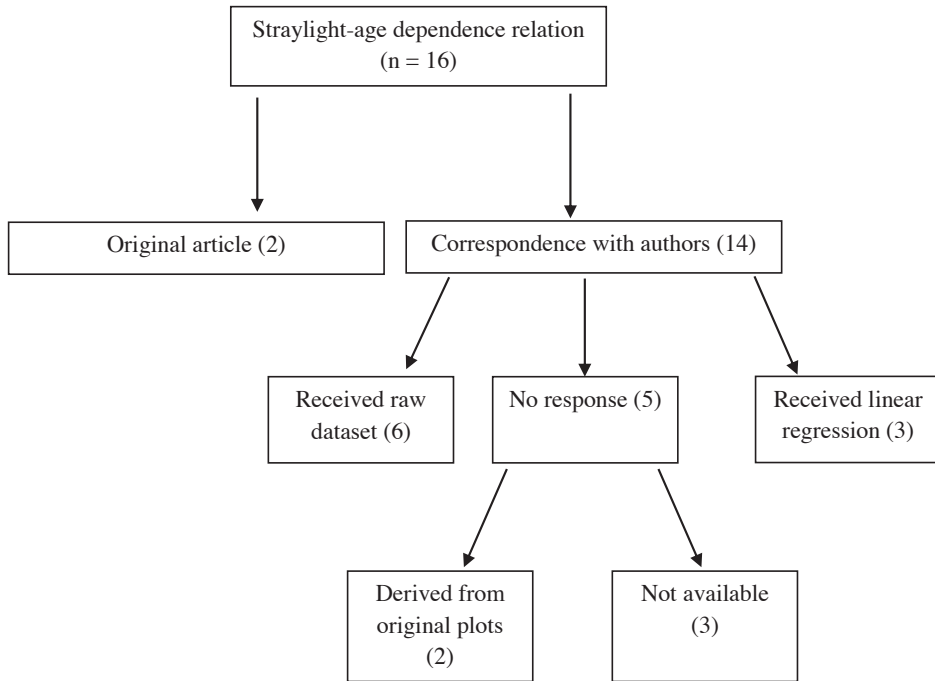 Straylight-age dependence relation
(n = 16)
Original article (2)
Correspondence with authors (14)
Received raw
dataset (6)
No response (5)
Received linear
regression (3)
Derived from
original plots
(2)
Not available
(3)